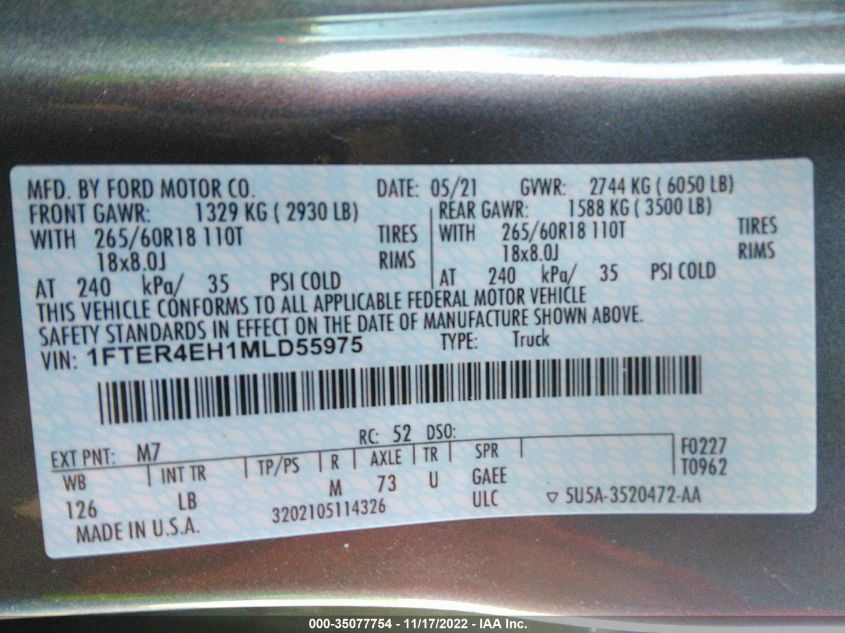 MFD. BY FORD MOTOR CO. DATE: 05/21 GVWR: 2744 KG ( 6050 LB)
FRONT GAWR: 1329 KG ( 2930 LB) REAR GAWR: 1588 KG ( 3500 LB)
WITH 265/60R18 110T TIRES WITH 265/60R18 110T TIRES
18x8.0J RIMS 18x8.0J RIMS
AT 240 kPa/ 35 PSI COLD AT 240 kPa/ 35 PSI COLD
THIS VEHICLE CONFORMS TO ALL APPLICABLE FEDERAL MOTOR VEHICLE
SAFETY STANDARDS IN EFFECT ON THE DATE OF MANUFACTURE SHOWN ABOVE.
VIN: 1FTER4EH1MLD55975 TYPE: Truck
EXT PNT: M7 RC: 52 DSO: F0227
WB INT TR TP/PS R AXLE TR SPR T0962
126 LB M 73 U GAEE
3202105114326 ULC ▽ 5U5A-3520472-AA
MADE IN U.S.A.
000-35077754 - 11/17/2022 - IAA Inc.